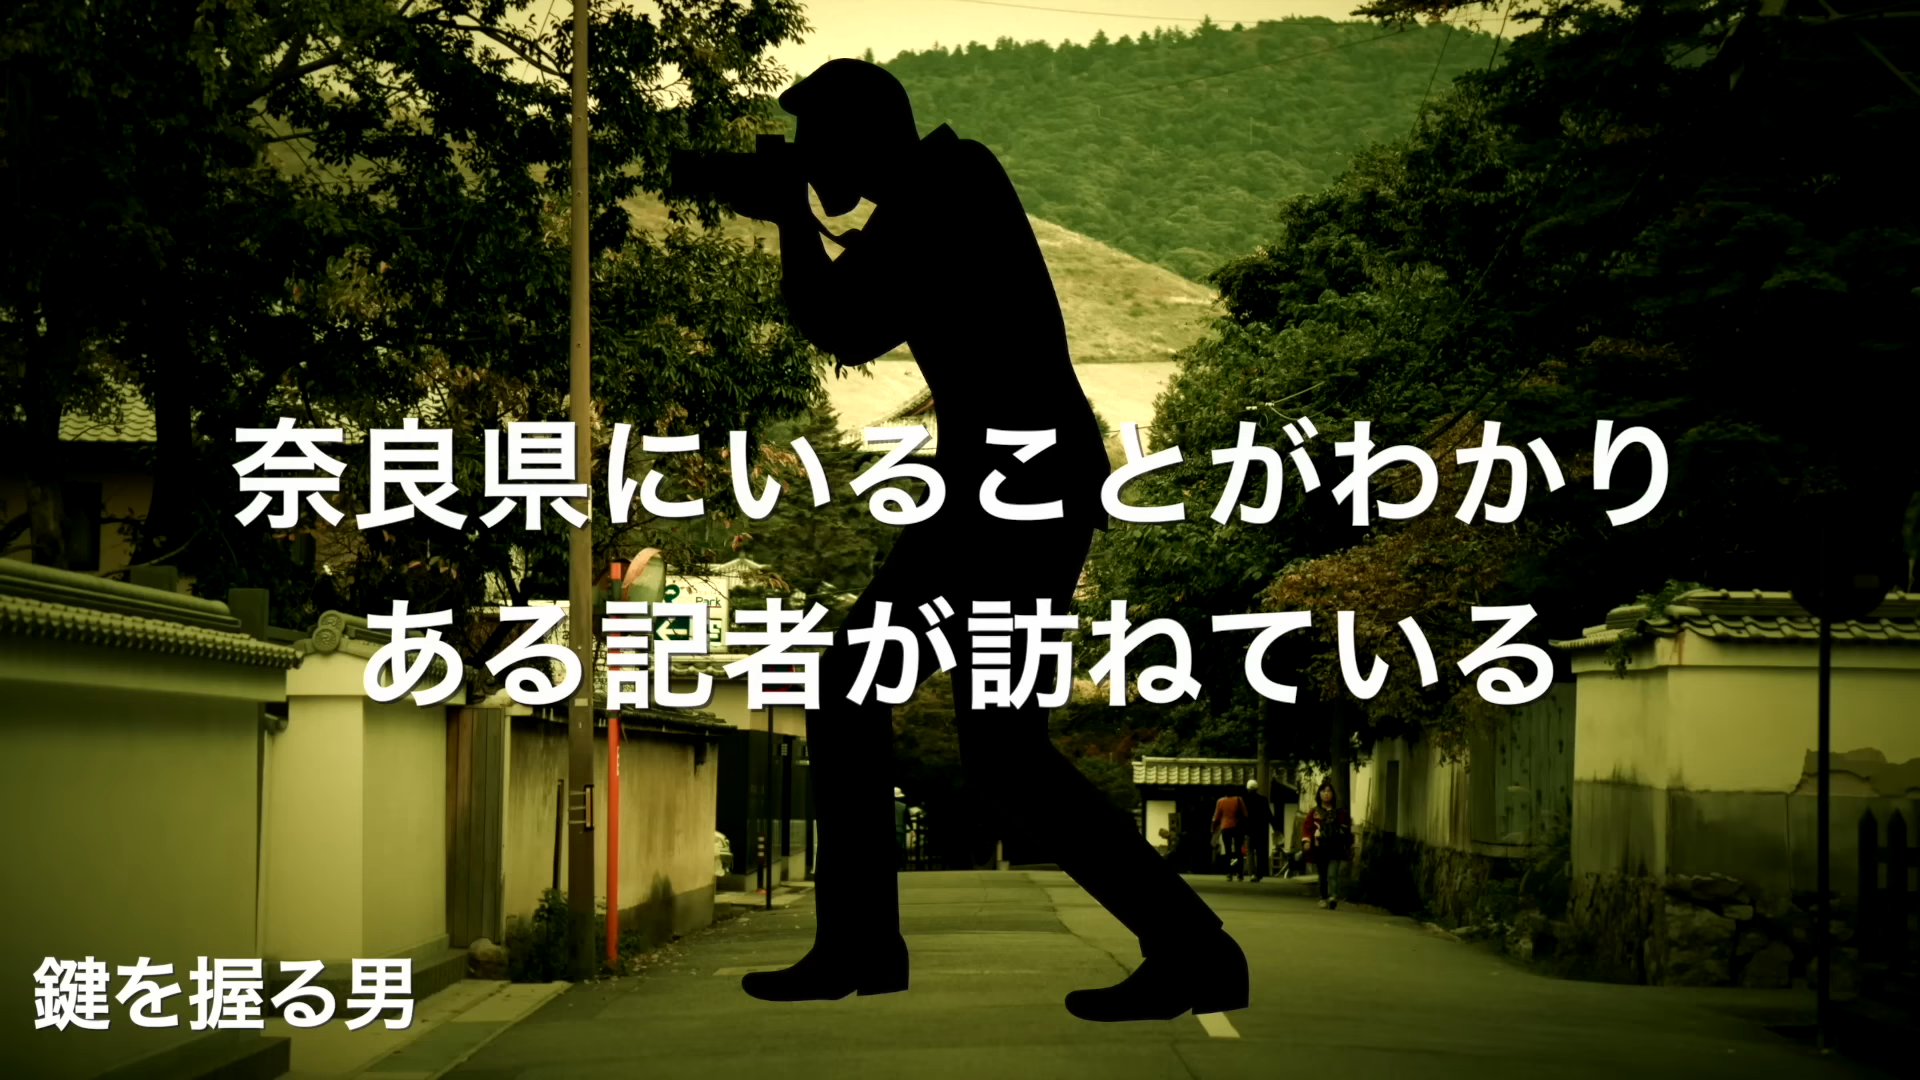 奈良県にいることがわかり
ある記者が訪ねている
Park
鍵を握る男